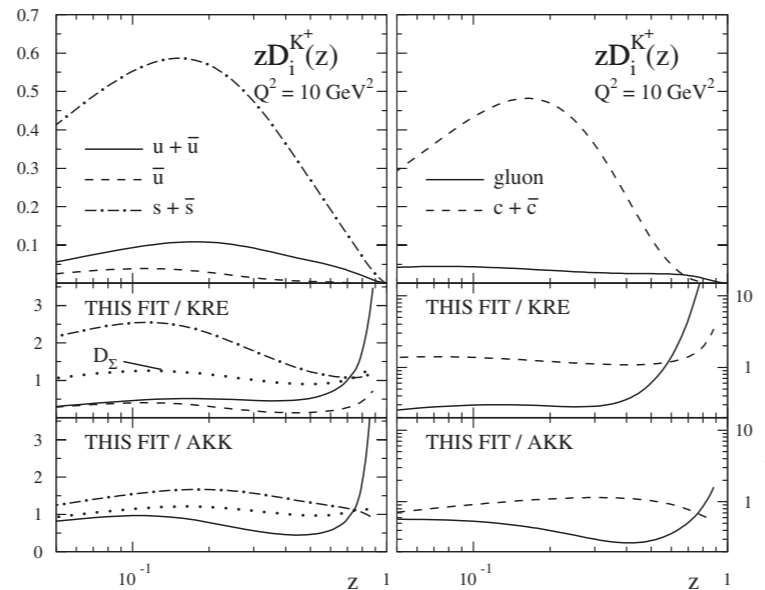 0.7
0.6
0.5
0.4
0.3
0.2
0.1
zD_i^{K^+}(z)
Q² = 10 GeV²
u + ū
ū
s + s̄
zD_i^{K^+}(z)
Q² = 10 GeV²
gluon
c + c̄
3
2
1
THIS FIT / KRE
D_Σ
THIS FIT / KRE
10
1
3
2
1
0
THIS FIT / AKK
THIS FIT / AKK
10
1
10⁻¹
z
1
10⁻¹
z
1